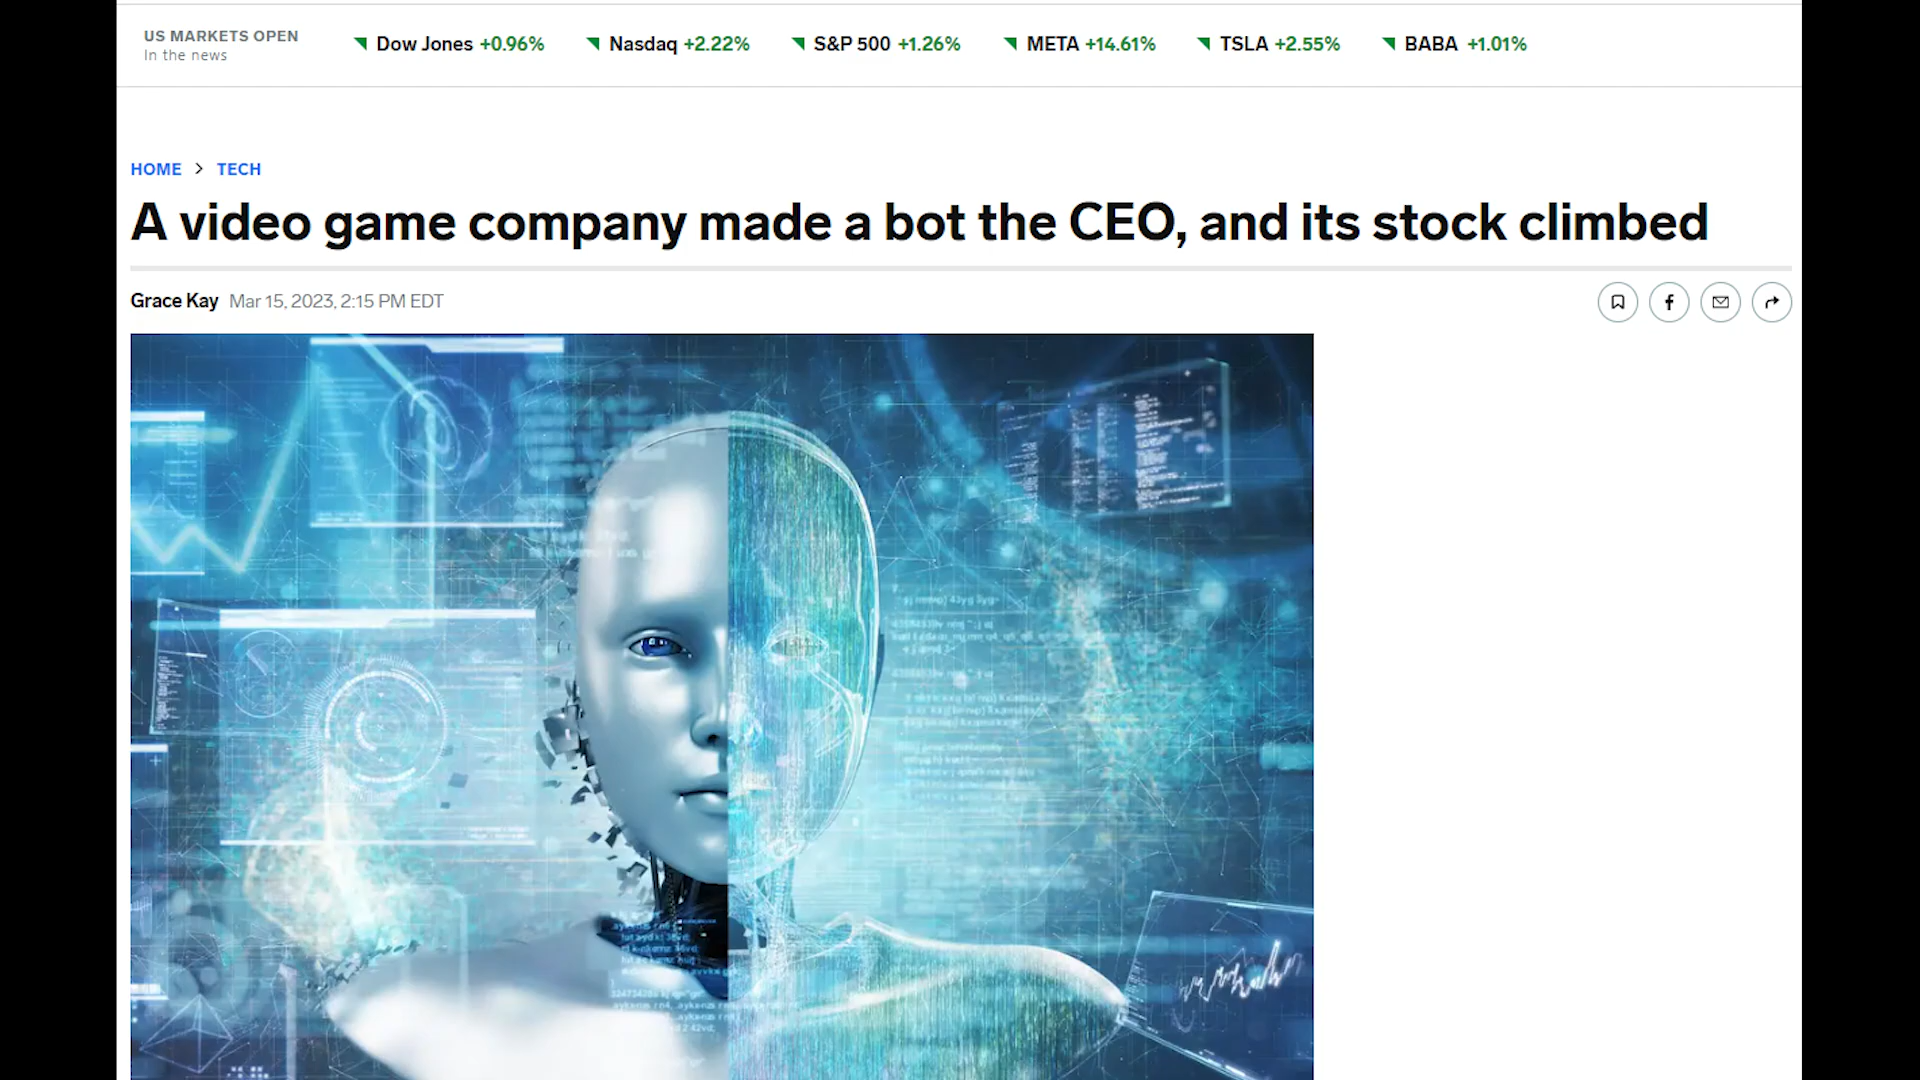 US MARKETS OPEN
In the news
Dow Jones +0.96% Nasdaq +2.22% S&P 500 +1.26% META +14.61% TSLA +2.55% BABA +1.01%
HOME > TECH
A video game company made a bot the CEO, and its stock climbed
Grace Kay Mar 15, 2023, 2:15 PM EDT